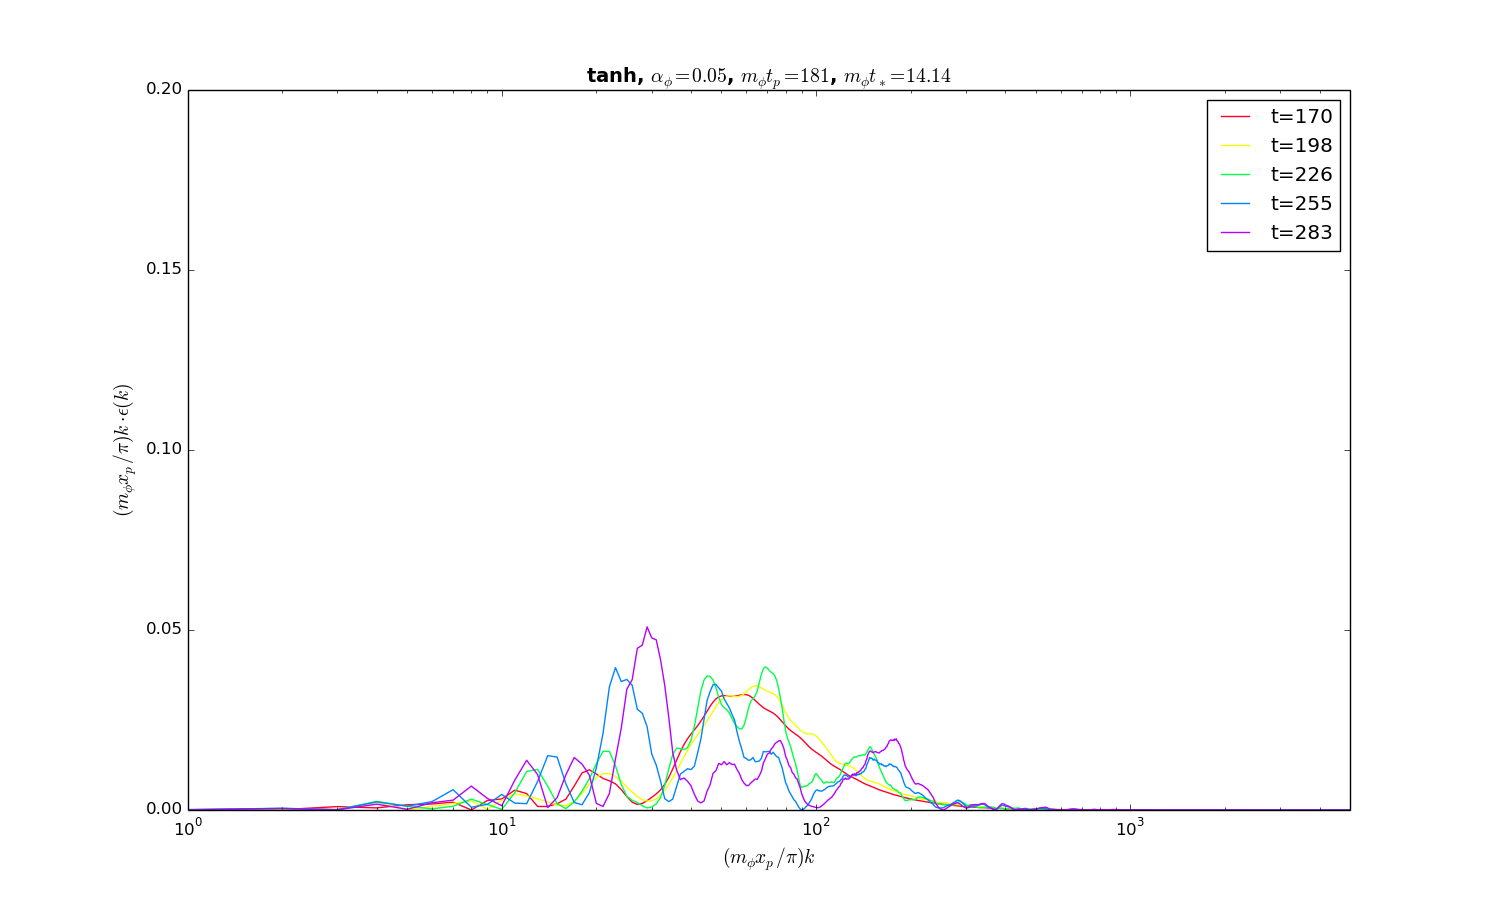 tanh, α_ϕ=0.05, m_ϕt_p=181, m_ϕt_*=14.14
0.20
0.15
0.10
0.05
0.00
(m_ϕx_p/π)k·ϵ(k)
t=170
t=198
t=226
t=255
t=283
10^0
10^1
10^2
10^3
(m_ϕx_p/π)k